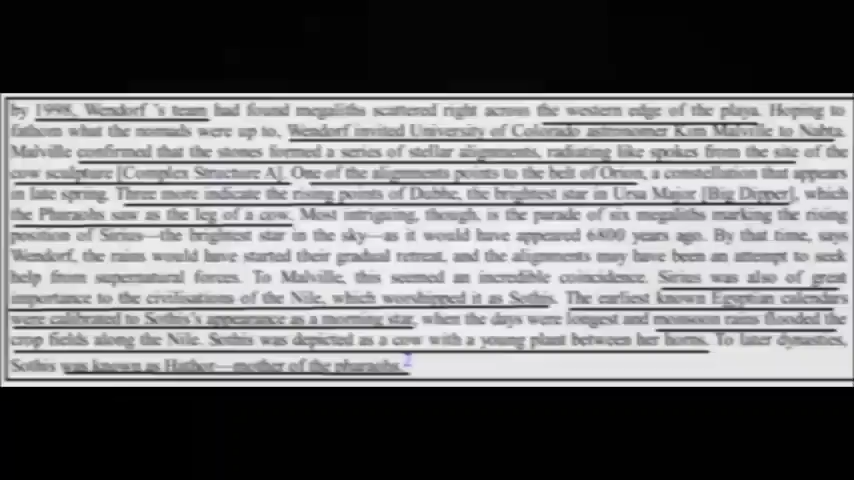 by 1998, Wendorf 's team had found megaliths scattered right across the western edge of the playa. Hoping to
fathom what the nomads were up to, Wendorf invited University of Colorado astronomer Kim Malville to Nabta.
Malville confirmed that the stones formed a series of stellar alignments, radiating like spokes from the site of the
cow sculpture [Complex Structure A]. One of the alignments points to the belt of Orion, a constellation that appears
in late spring. Three more indicate the rising points of Dubhe, the brightest star in Ursa Major [Big Dipper], which
the Pharaohs saw as the leg of a cow. Most intriguing, though, is the parade of six megaliths marking the rising
position of Sirius—the brightest star in the sky—as it would have appeared 6800 years ago. By that time, says
Wendorf, the rains would have started their gradual retreat, and the alignments may have been an attempt to seek
help from supernatural forces. To Malville, this seemed an incredible coincidence. Sirius was also of great
importance to the civilisations of the Nile, which worshipped it as Sothis. The earliest known Egyptian calendars
were calibrated to Sothis's appearance as a morning star, when the days were longest and monsoon rains flooded the
crop fields along the Nile. Sothis was depicted as a cow with a young plant between her horns. To later dynasties,
Sothis was known as Hathor—mother of the pharaohs.